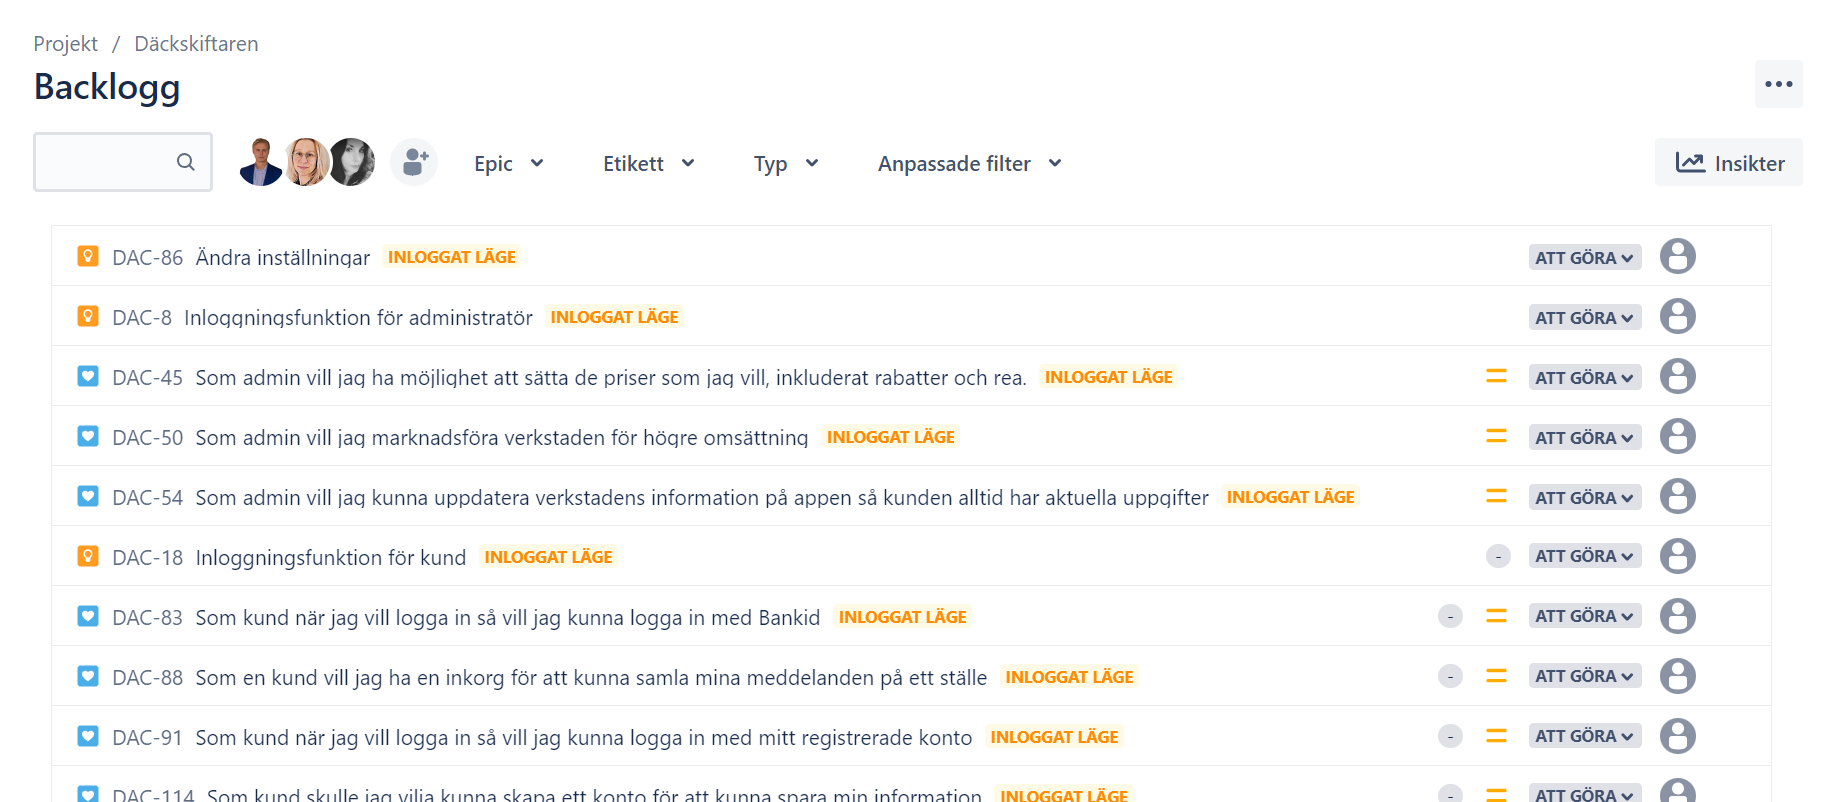 Projekt / Däckskiftaren
Backlogg
Epic Etikett Typ Anpassade filter Insikter
DAC-86 Ändra inställningar INLOGGAT LÄGE ATT GÖRA
DAC-8 Inloggningsfunktion för administratör INLOGGAT LÄGE ATT GÖRA
DAC-45 Som admin vill jag ha möjlighet att sätta de priser som jag vill, inkluderat rabatter och rea. INLOGGAT LÄGE ATT GÖRA
DAC-50 Som admin vill jag marknadsföra verkstaden för högre omsättning INLOGGAT LÄGE ATT GÖRA
DAC-54 Som admin vill jag kunna uppdatera verkstadens information på appen så kunden alltid har aktuella uppgifter INLOGGAT LÄGE ATT GÖRA
DAC-18 Inloggningsfunktion för kund INLOGGAT LÄGE - ATT GÖRA
DAC-83 Som kund när jag vill logga in så vill jag kunna logga in med Bankid INLOGGAT LÄGE - ATT GÖRA
DAC-88 Som en kund vill jag ha en inkorg för att kunna samla mina meddelanden på ett ställe INLOGGAT LÄGE - ATT GÖRA
DAC-91 Som kund när jag vill logga in så vill jag kunna logga in med mitt registrerade konto INLOGGAT LÄGE - ATT GÖRA
DAC-114 Som kund skulle jag vilja kunna skapa ett konto för att kunna spara min information INLOGGAT LÄGE - ATT GÖRA